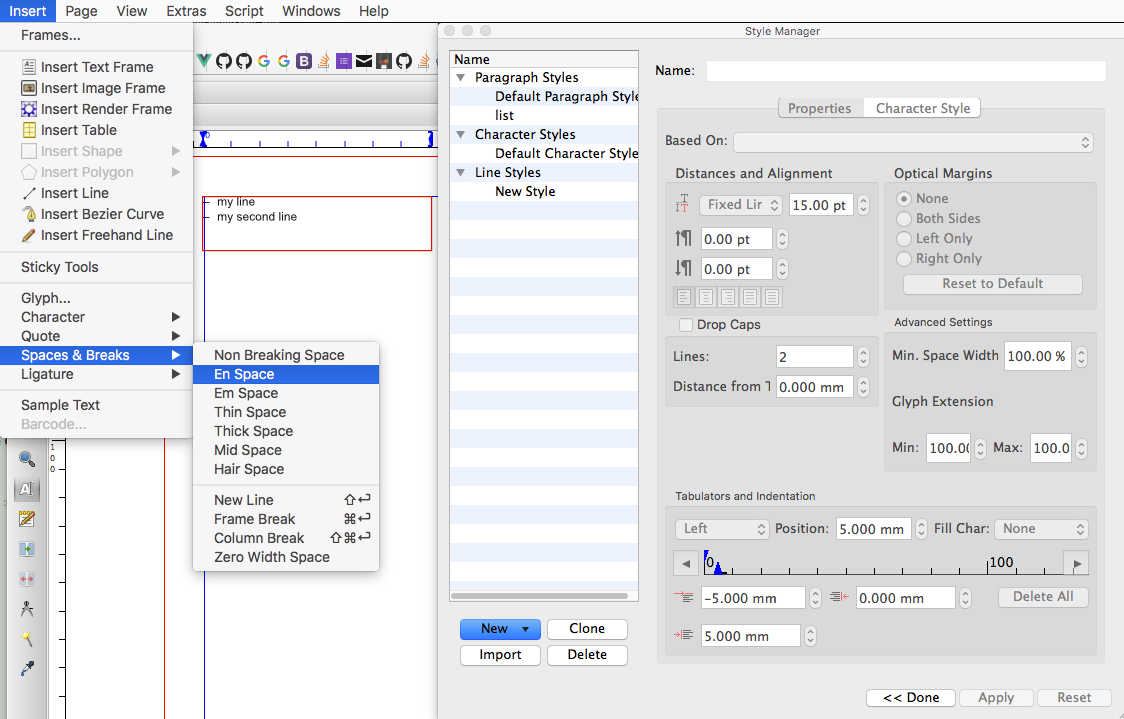 Insert Page View Extras Script Windows Help
Frames...
Insert Text Frame
Insert Image Frame
Insert Render Frame
Insert Table
Insert Shape
Insert Polygon
Insert Line
Insert Bezier Curve
Insert Freehand Line
Sticky Tools
Glyph...
Character
Quote
Spaces & Breaks
Ligature
Sample Text
Barcode...
Non Breaking Space
En Space
Em Space
Thin Space
Thick Space
Mid Space
Hair Space
New Line ⇧↩
Frame Break ⌘↩
Column Break ⇧⌘↩
Zero Width Space
my line
my second line
100
Style Manager
Name
Paragraph Styles
Default Paragraph Style
list
Character Styles
Default Character Style
Line Styles
New Style
New
Clone
Import
Delete
Name:
Properties Character Style
Based On:
Distances and Alignment
Fixed Lir 15.00 pt
0.00 pt
0.00 pt
Drop Caps
Lines: 2
Distance from T 0.000 mm
Optical Margins
None
Both Sides
Left Only
Right Only
Reset to Default
Advanced Settings
Min. Space Width 100.00 %
Glyph Extension
Min: 100.0( Max: 100.0
Tabulators and Indentation
Left Position: 5.000 mm Fill Char: None
0 100
-5.000 mm 0.000 mm Delete All
5.000 mm
<< Done Apply Reset